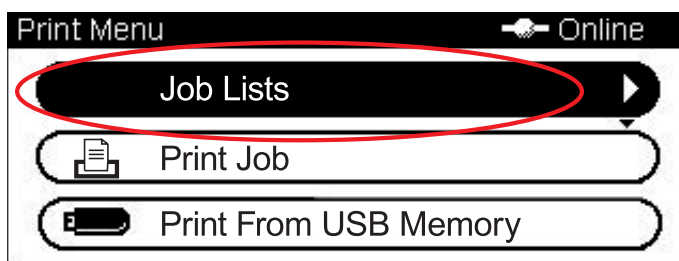 Print Menu Online
Job Lists
Print Job
Print From USB Memory